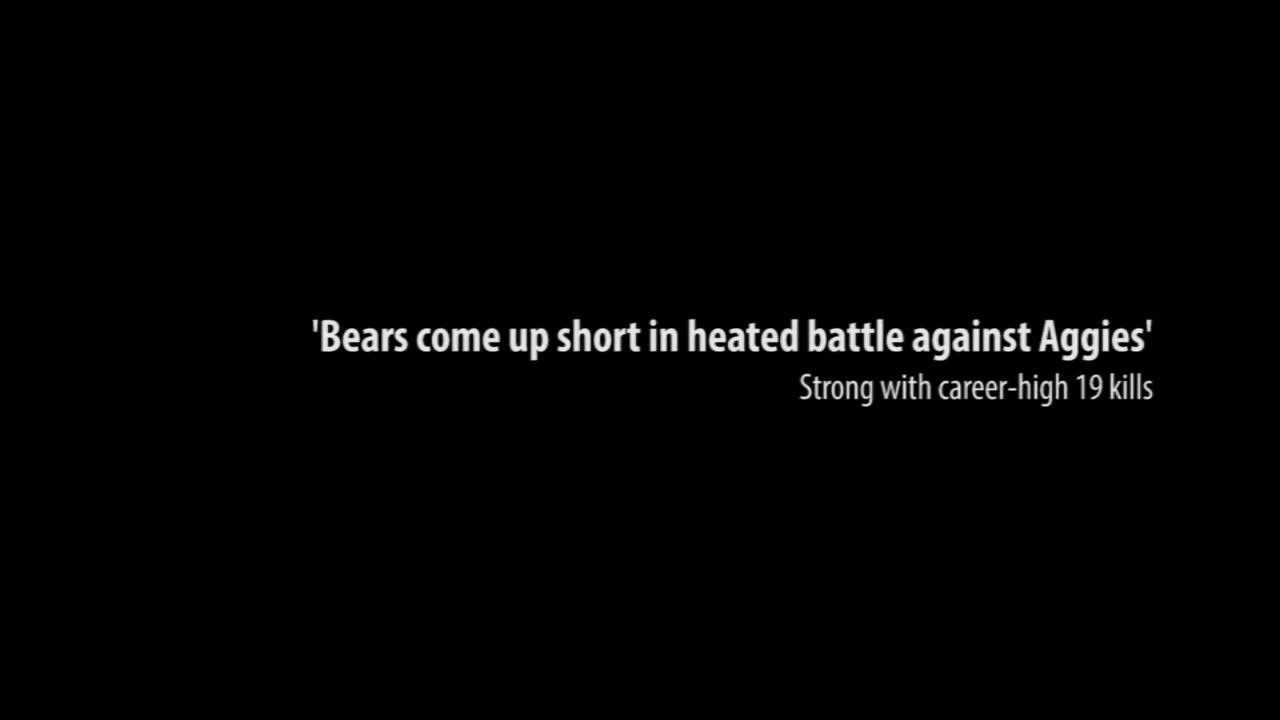 'Bears come up short in heated battle against Aggies'
Strong with career-high 19 kills